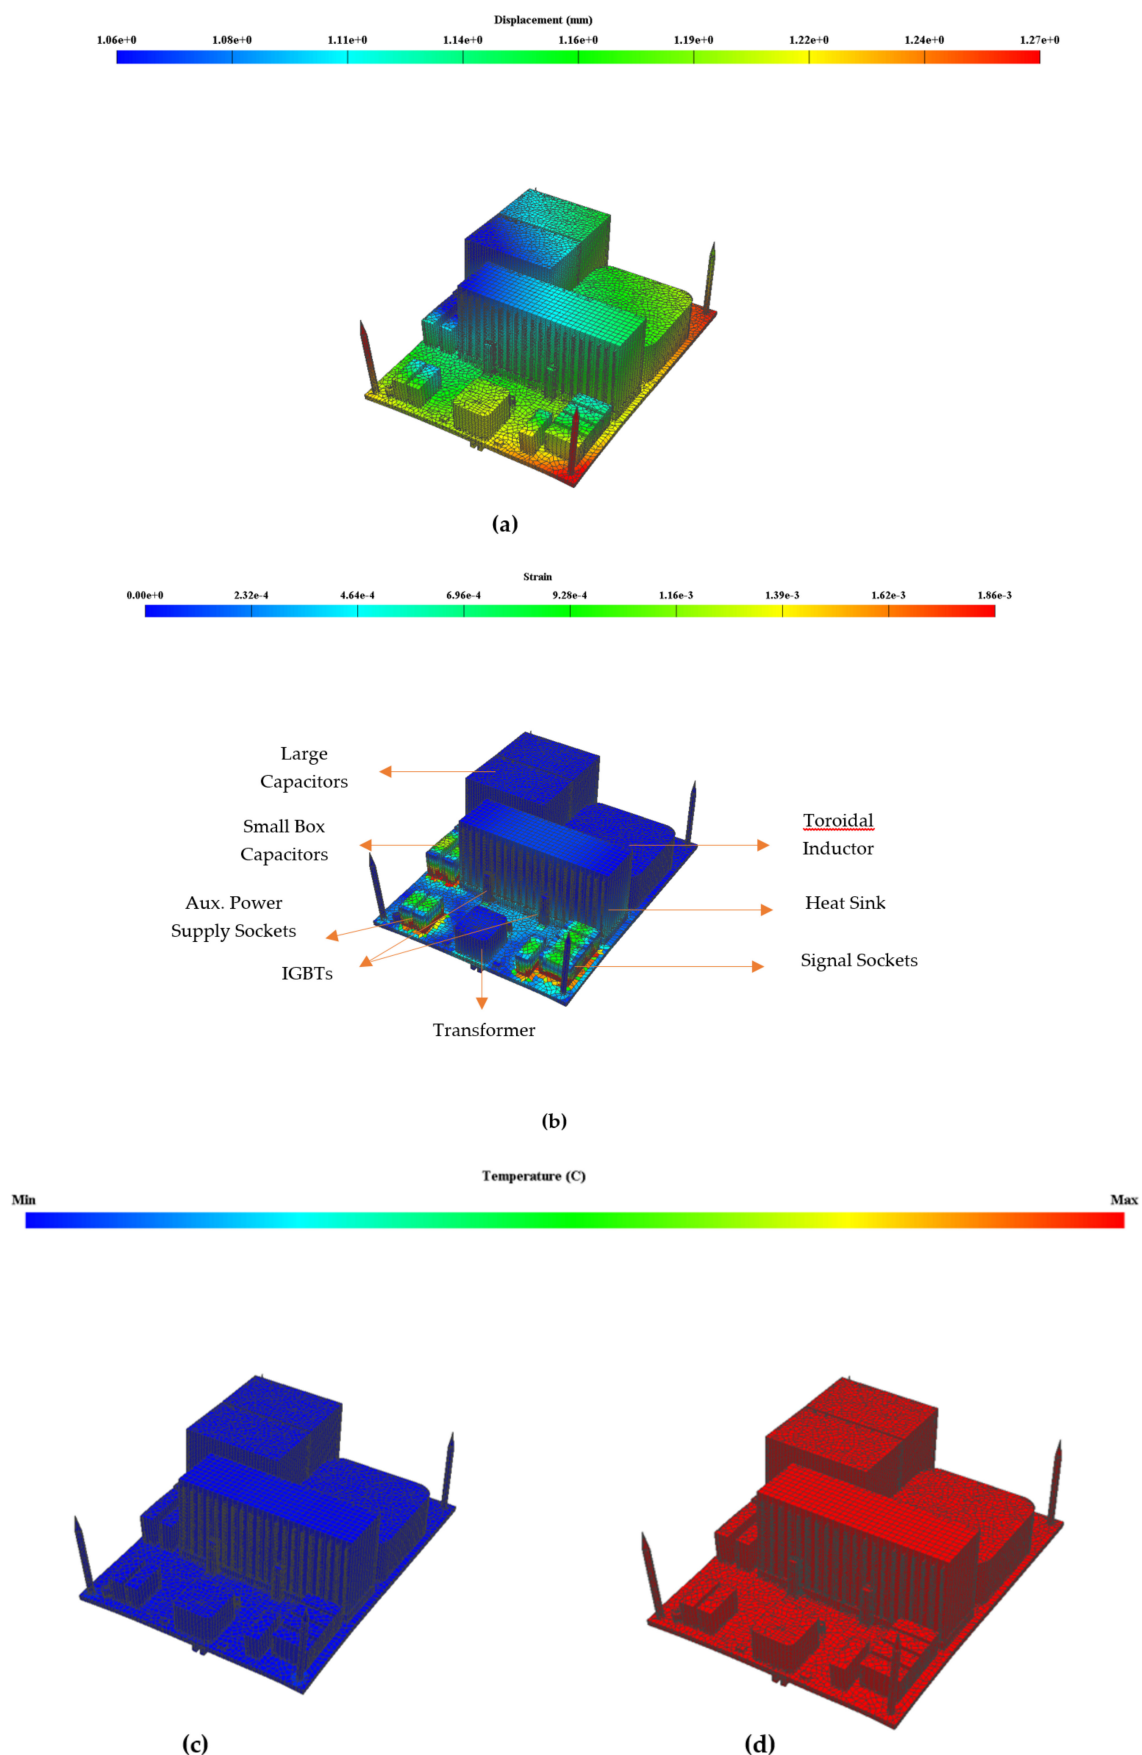 Displacement (mm)
1.06e+0 1.08e+0 1.11e+0 1.14e+0 1.16e+0 1.19e+0 1.22e+0 1.24e+0 1.27e+0
(a)
Strain
0.00e+0 2.32e-4 4.64e-4 6.96e-4 9.28e-4 1.16e-3 1.39e-3 1.62e-3 1.86e-3
Large
Capacitors
Small Box
Capacitors
Aux. Power
Supply Sockets
IGBTs
Transformer
Toroidal
Inductor
Heat Sink
Signal Sockets
(b)
Temperature (C)
Min Max
(c) (d)